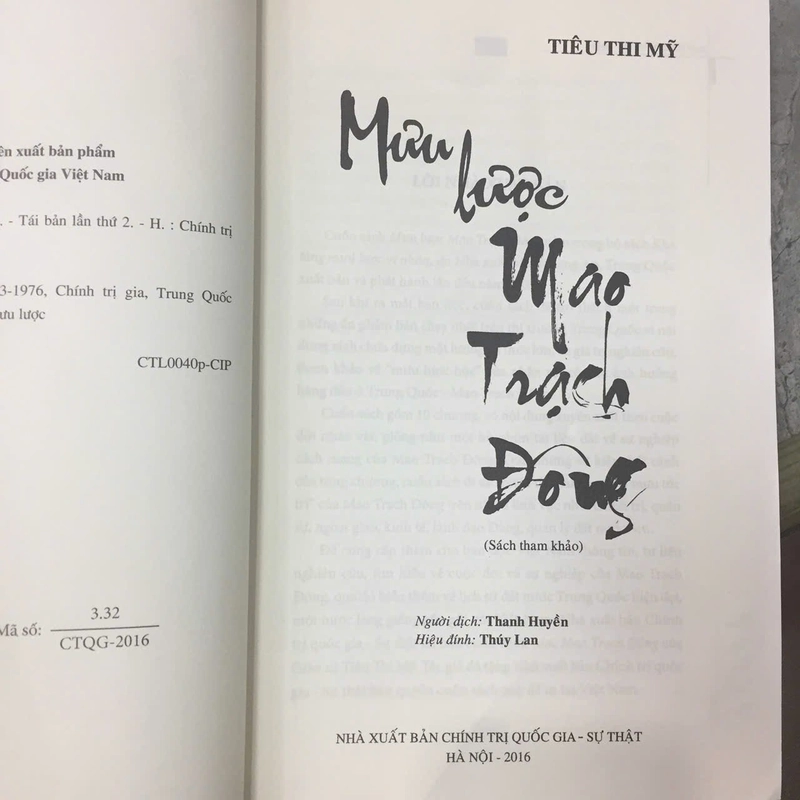 xuất bản phẩm
Quốc gia Việt Nam
. - Tái bản lần thứ 2. - H. : Chính trị
3-1976, Chính trị gia, Trung Quốc
lược
CTL0040p-CIP
Mã số:
3.32
CTQG-2016
TIÊU THI MỸ
Mưu
lược
Mao
Trạch
Đông
(Sách tham khảo)
Người dịch: Thanh Huyền
Hiệu đính: Thúy Lan
NHÀ XUẤT BẢN CHÍNH TRỊ QUỐC GIA - SỰ THẬT
HÀ NỘI - 2016